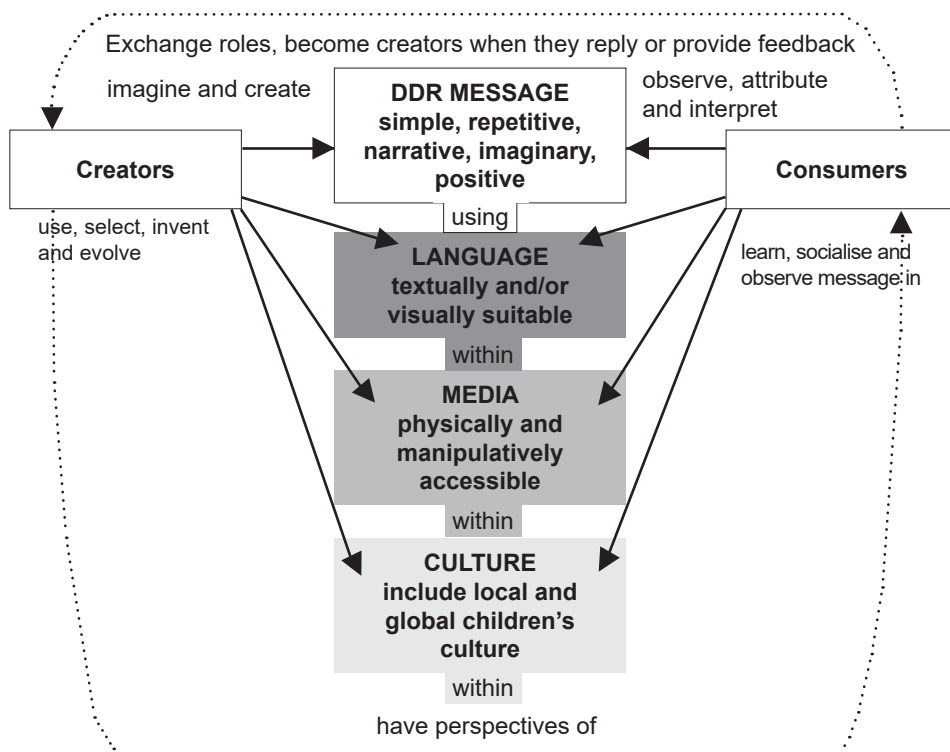 Exchange roles, become creators when they reply or provide feedback
imagine and create
observe, attribute
and interpret
DDR MESSAGE
simple, repetitive,
narrative, imaginary,
positive
Creators
Consumers
using
use, select, invent
and evolve
learn, socialise and
observe message in
LANGUAGE
textually and/or
visually suitable
within
MEDIA
physically and
manipulatively
accessible
within
CULTURE
include local and
global children’s
culture
within
have perspectives of